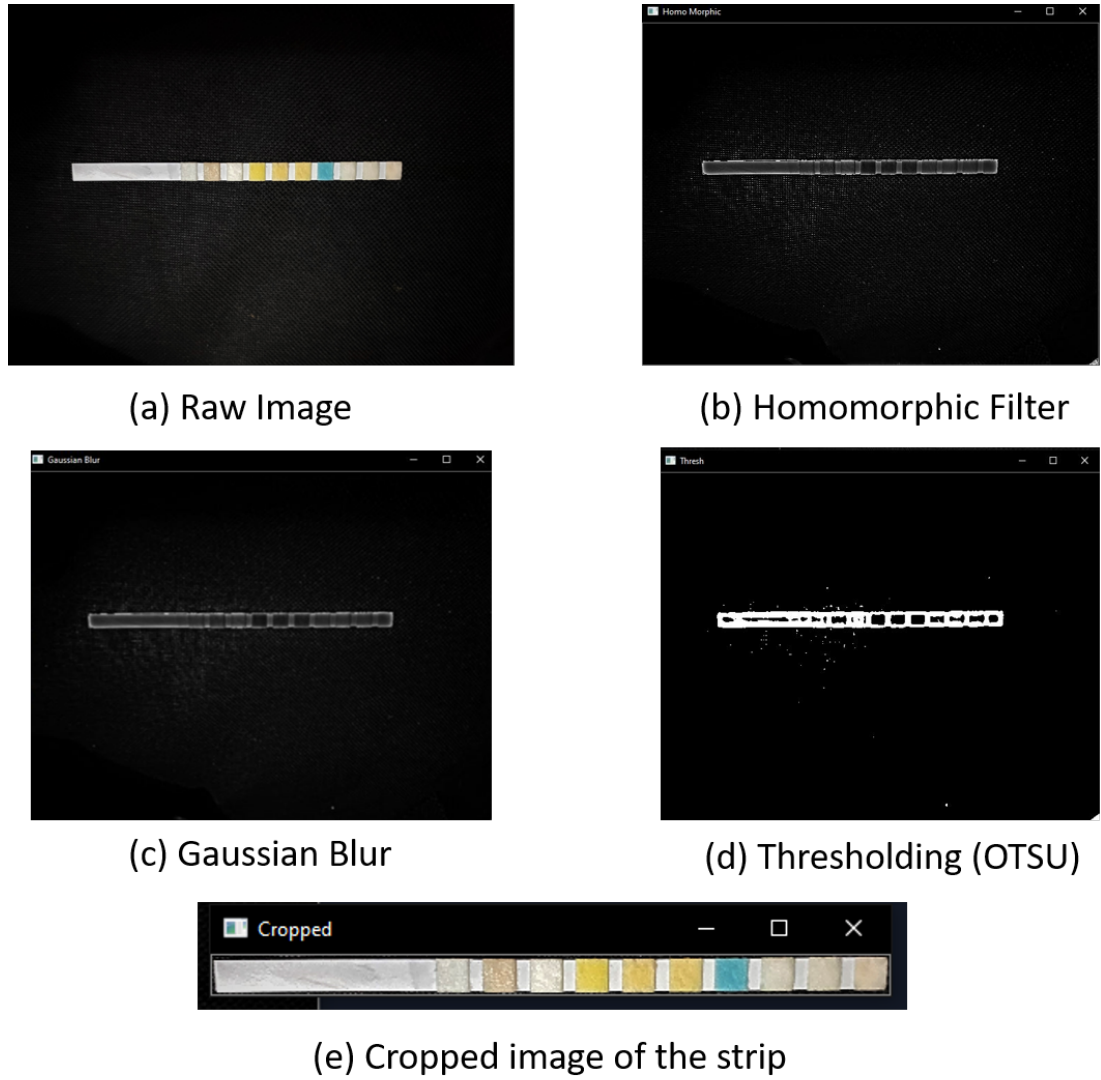 Homo Morphic
(a) Raw Image
(b) Homomorphic Filter
Gaussian Blur
Thresh
(c) Gaussian Blur
(d) Thresholding (OTSU)
Cropped
(e) Cropped image of the strip